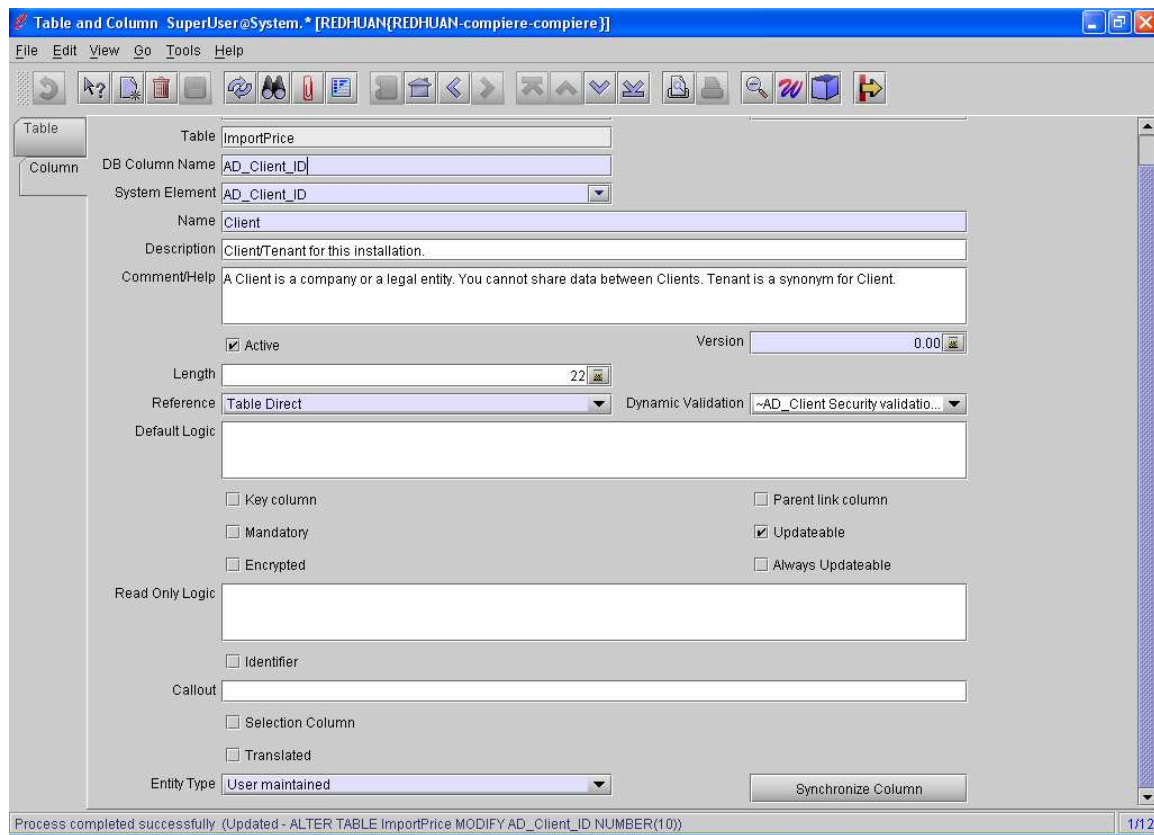 Table and Column SuperUser@System.* [REDHUAN{REDHUAN-compiere-compiere}]
File Edit View Go Tools Help
Table
Column
Table ImportPrice
DB Column Name AD_Client_ID
System Element AD_Client_ID
Name Client
Description Client/Tenant for this installation.
Comment/Help A Client is a company or a legal entity. You cannot share data between Clients. Tenant is a synonym for Client.
Active Version 0.00
Length 22
Reference Table Direct Dynamic Validation ~AD_Client Security validatio...
Default Logic
Key column Parent link column
Mandatory Updateable
Encrypted Always Updateable
Read Only Logic
Identifier
Callout
Selection Column
Translated
Entity Type User maintained Synchronize Column
Process completed successfully (Updated - ALTER TABLE ImportPrice MODIFY AD_Client_ID NUMBER(10)) 1/12